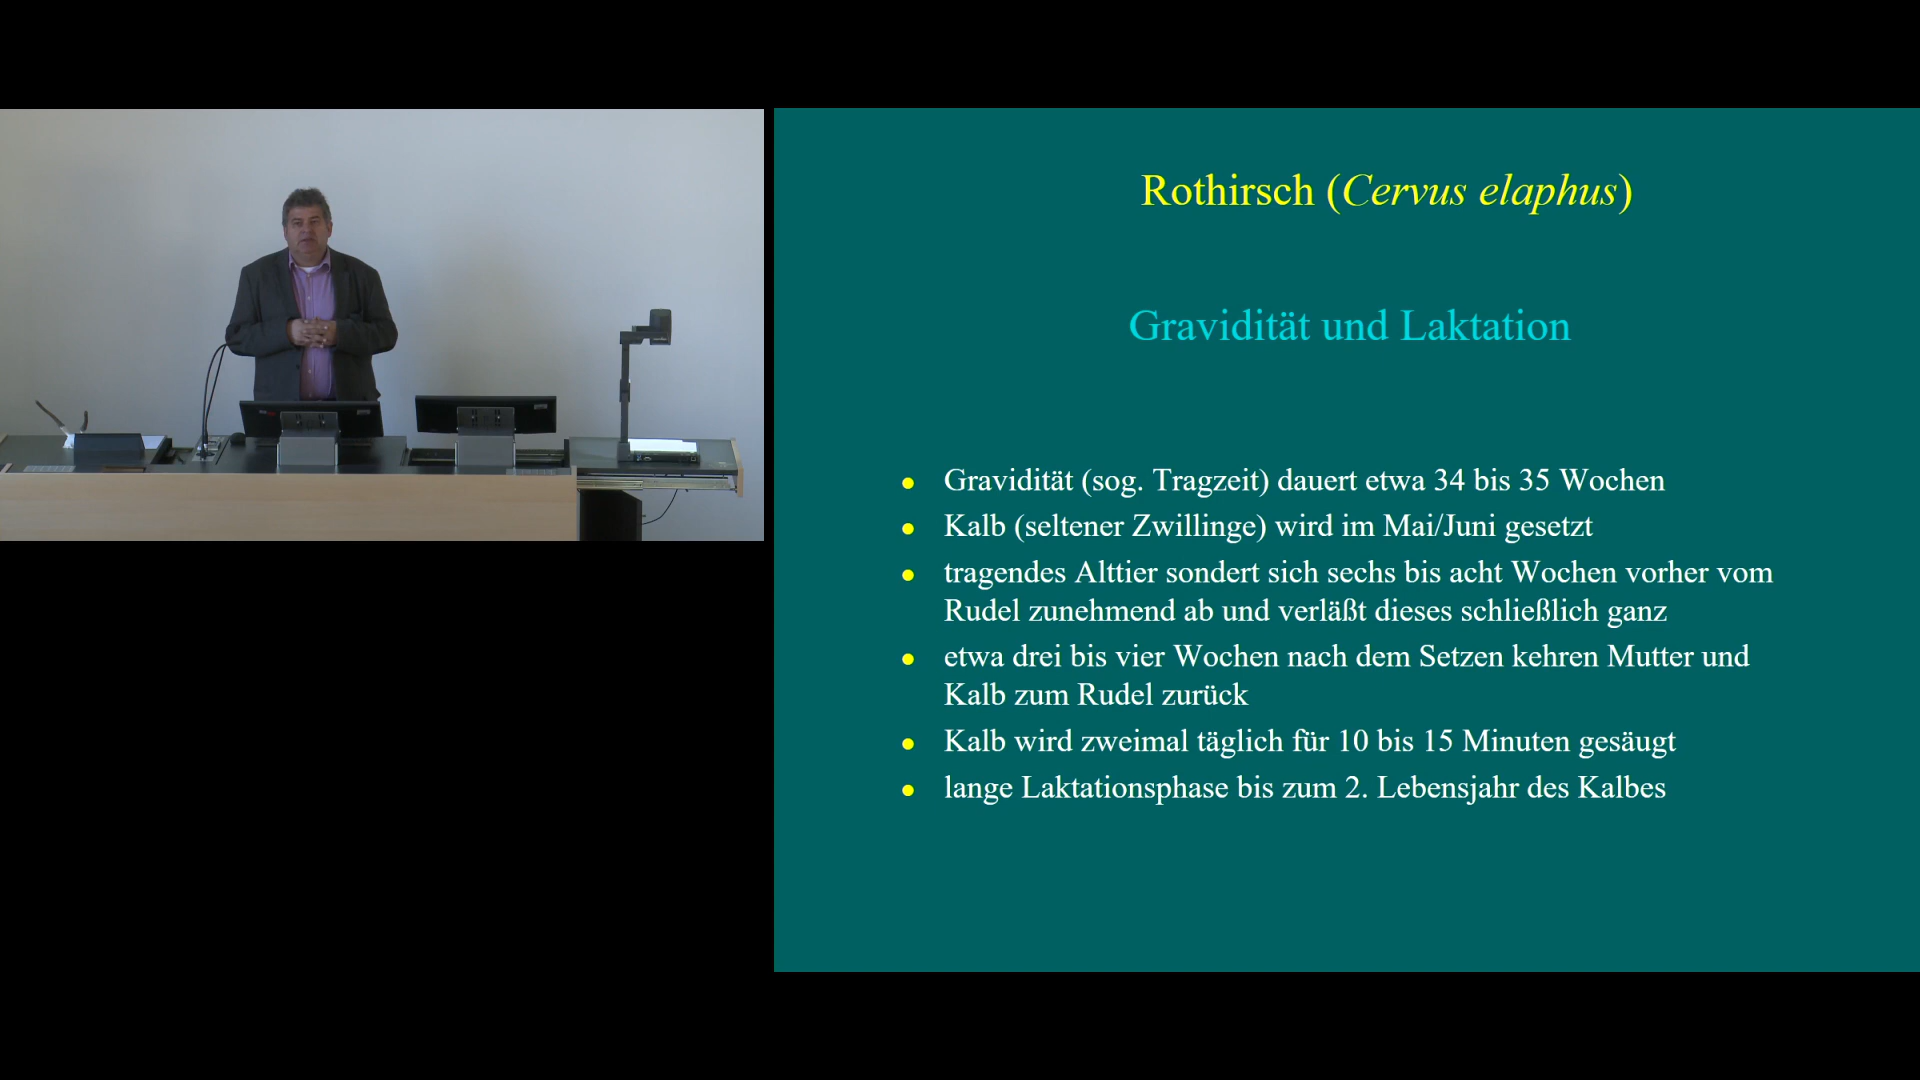 Rothirsch (Cervus elaphus)
Gravidität und Laktation
• Gravidität (sog. Tragzeit) dauert etwa 34 bis 35 Wochen
• Kalb (seltener Zwillinge) wird im Mai/Juni gesetzt
• tragendes Alttier sondert sich sechs bis acht Wochen vorher vom
Rudel zunehmend ab und verläßt dieses schließlich ganz
• etwa drei bis vier Wochen nach dem Setzen kehren Mutter und
Kalb zum Rudel zurück
• Kalb wird zweimal täglich für 10 bis 15 Minuten gesäugt
• lange Laktationsphase bis zum 2. Lebensjahr des Kalbes